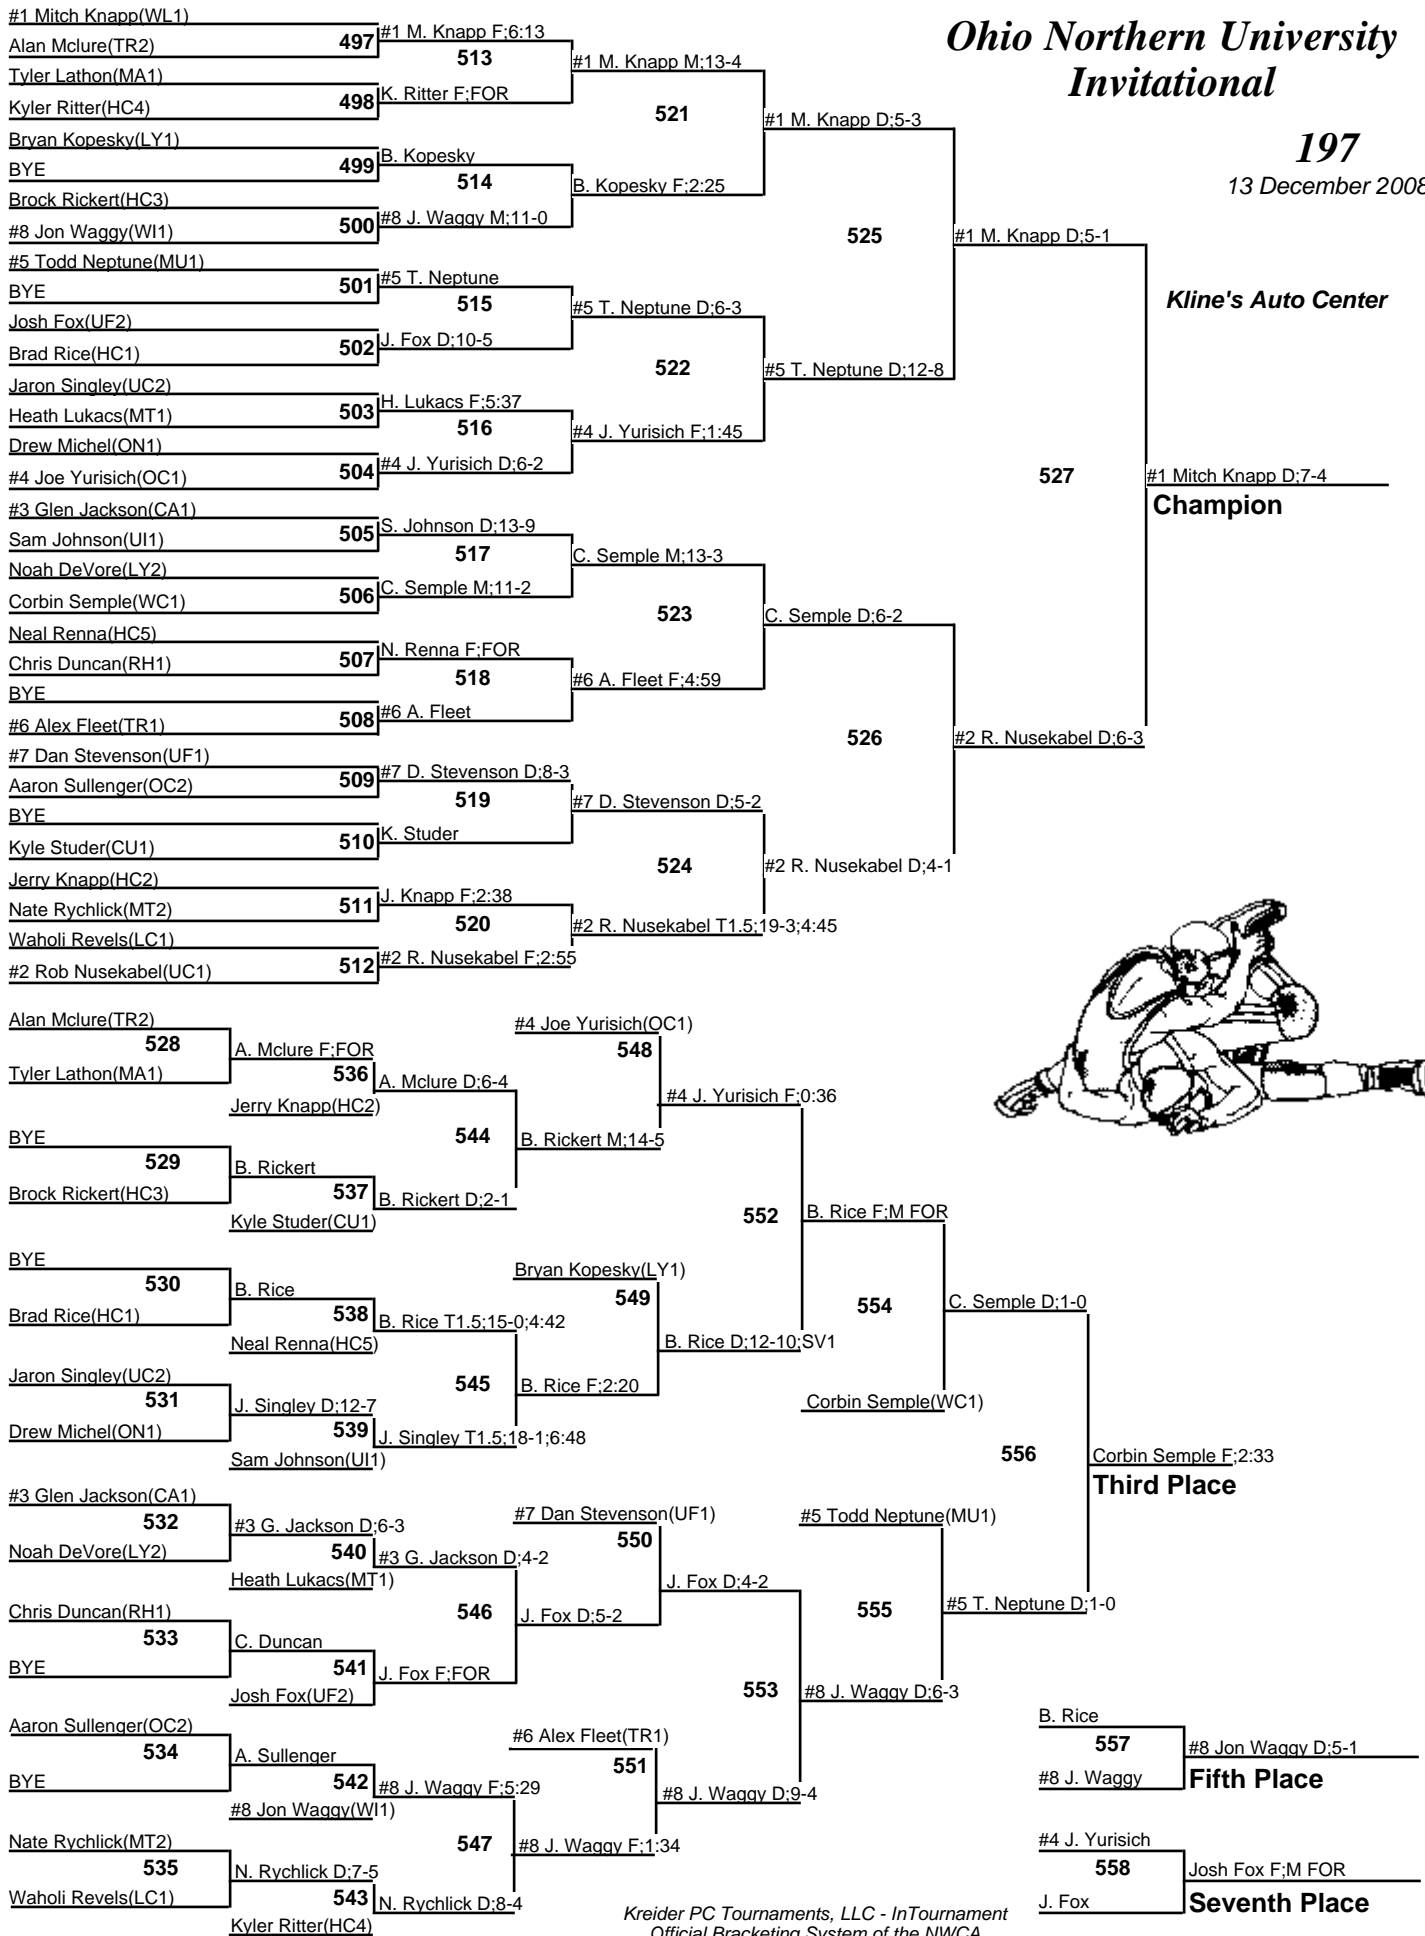 Ohio Northern University
Invitational
197
13 December 2008
Kline's Auto Center
#1 Mitch Knapp(WL1)
Alan Mclure(TR2)
Tyler Lathon(MA1)
Kyler Ritter(HC4)
Bryan Kopesky(LY1)
BYE
Brock Rickert(HC3)
#8 Jon Waggy(WI1)
#5 Todd Neptune(MU1)
BYE
Josh Fox(UF2)
Brad Rice(HC1)
Jaron Singley(UC2)
Heath Lukacs(MT1)
Drew Michel(ON1)
#4 Joe Yurisich(OC1)
#3 Glen Jackson(CA1)
Sam Johnson(UI1)
Noah DeVore(LY2)
Corbin Semple(WC1)
Neal Renna(HC5)
Chris Duncan(RH1)
BYE
#6 Alex Fleet(TR1)
#7 Dan Stevenson(UF1)
Aaron Sullenger(OC2)
BYE
Kyle Studer(CU1)
Jerry Knapp(HC2)
Nate Rychlick(MT2)
Waholi Revels(LC1)
#2 Rob Nusekabel(UC1)
497
498
499
500
501
502
503
504
505
506
507
508
509
510
511
512
#1 M. Knapp F;6:13
K. Ritter F;FOR
B. Kopesky
#8 J. Waggy M;11-0
#5 T. Neptune
J. Fox D;10-5
H. Lukacs F;5:37
#4 J. Yurisich D;6-2
S. Johnson D;13-9
C. Semple M;11-2
N. Renna F;FOR
#6 A. Fleet
#7 D. Stevenson D;8-3
K. Studer
J. Knapp F;2:38
#2 R. Nusekabel F;2:55
513
514
515
516
517
518
519
520
#1 M. Knapp M;13-4
B. Kopesky F;2:25
#5 T. Neptune D;6-3
#4 J. Yurisich F;1:45
C. Semple M;13-3
#6 A. Fleet F;4:59
#7 D. Stevenson D;5-2
#2 R. Nusekabel T1.5;19-3;4:45
521
522
523
524
#1 M. Knapp D;5-3
#5 T. Neptune D;12-8
C. Semple D;6-2
#2 R. Nusekabel D;4-1
525
526
#1 M. Knapp D;5-1
#2 R. Nusekabel D;6-3
527
#1 Mitch Knapp D;7-4
Champion
Alan Mclure(TR2)
528
Tyler Lathon(MA1)
BYE
529
Brock Rickert(HC3)
BYE
530
Brad Rice(HC1)
Jaron Singley(UC2)
531
Drew Michel(ON1)
#3 Glen Jackson(CA1)
532
Noah DeVore(LY2)
Chris Duncan(RH1)
533
BYE
Aaron Sullenger(OC2)
534
BYE
Nate Rychlick(MT2)
535
Waholi Revels(LC1)
A. Mclure F;FOR
536
Jerry Knapp(HC2)
B. Rickert
537
Kyle Studer(CU1)
B. Rice
538
Neal Renna(HC5)
J. Singley D;12-7
539
Sam Johnson(UI1)
#3 G. Jackson D;6-3
540
Heath Lukacs(MT1)
C. Duncan
541
Josh Fox(UF2)
A. Sullenger
542
#8 Jon Waggy(WI1)
N. Rychlick D;7-5
543
Kyler Ritter(HC4)
A. Mclure D;6-4
544
B. Rickert D;2-1
B. Rice T1.5;15-0;4:42
545
J. Singley T1.5;18-1;6:48
#3 G. Jackson D;4-2
546
J. Fox F;FOR
#8 J. Waggy F;5:29
547
N. Rychlick D;8-4
#4 Joe Yurisich(OC1)
548
B. Rickert M;14-5
Bryan Kopesky(LY1)
549
B. Rice F;2:20
#7 Dan Stevenson(UF1)
550
J. Fox D;5-2
#6 Alex Fleet(TR1)
551
#8 J. Waggy F;1:34
#4 J. Yurisich F;0:36
552
B. Rice D;12-10;SV1
J. Fox D;4-2
553
#8 J. Waggy D;9-4
B. Rice F;M FOR
554
Corbin Semple(WC1)
#5 Todd Neptune(MU1)
555
#8 J. Waggy D;6-3
C. Semple D;1-0
556
#5 T. Neptune D;1-0
Corbin Semple F;2:33
Third Place
B. Rice
557
#8 J. Waggy
#8 Jon Waggy D;5-1
Fifth Place
#4 J. Yurisich
558
J. Fox
Josh Fox F;M FOR
Seventh Place
Kreider PC Tournaments, LLC - InTournament
Official Bracketing System of the NWCA